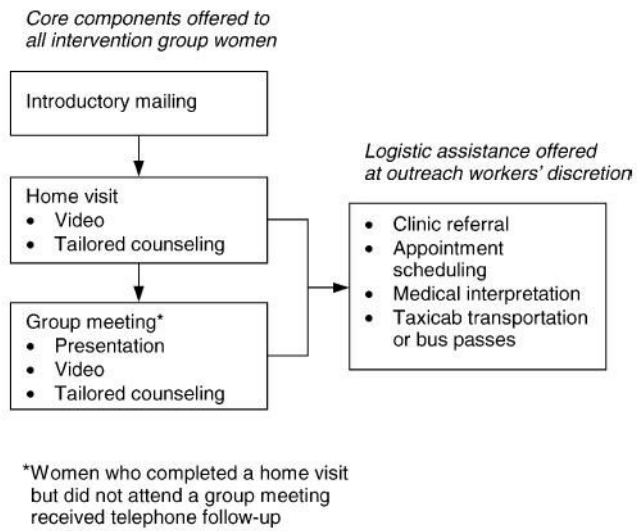 Core components offered to
all intervention group women
Introductory mailing
Home visit
• Video
• Tailored counseling
Group meeting*
• Presentation
• Video
• Tailored counseling
Logistic assistance offered
at outreach workers' discretion
• Clinic referral
• Appointment
scheduling
• Medical interpretation
• Taxicab transportation
or bus passes
*Women who completed a home visit
but did not attend a group meeting
received telephone follow-up